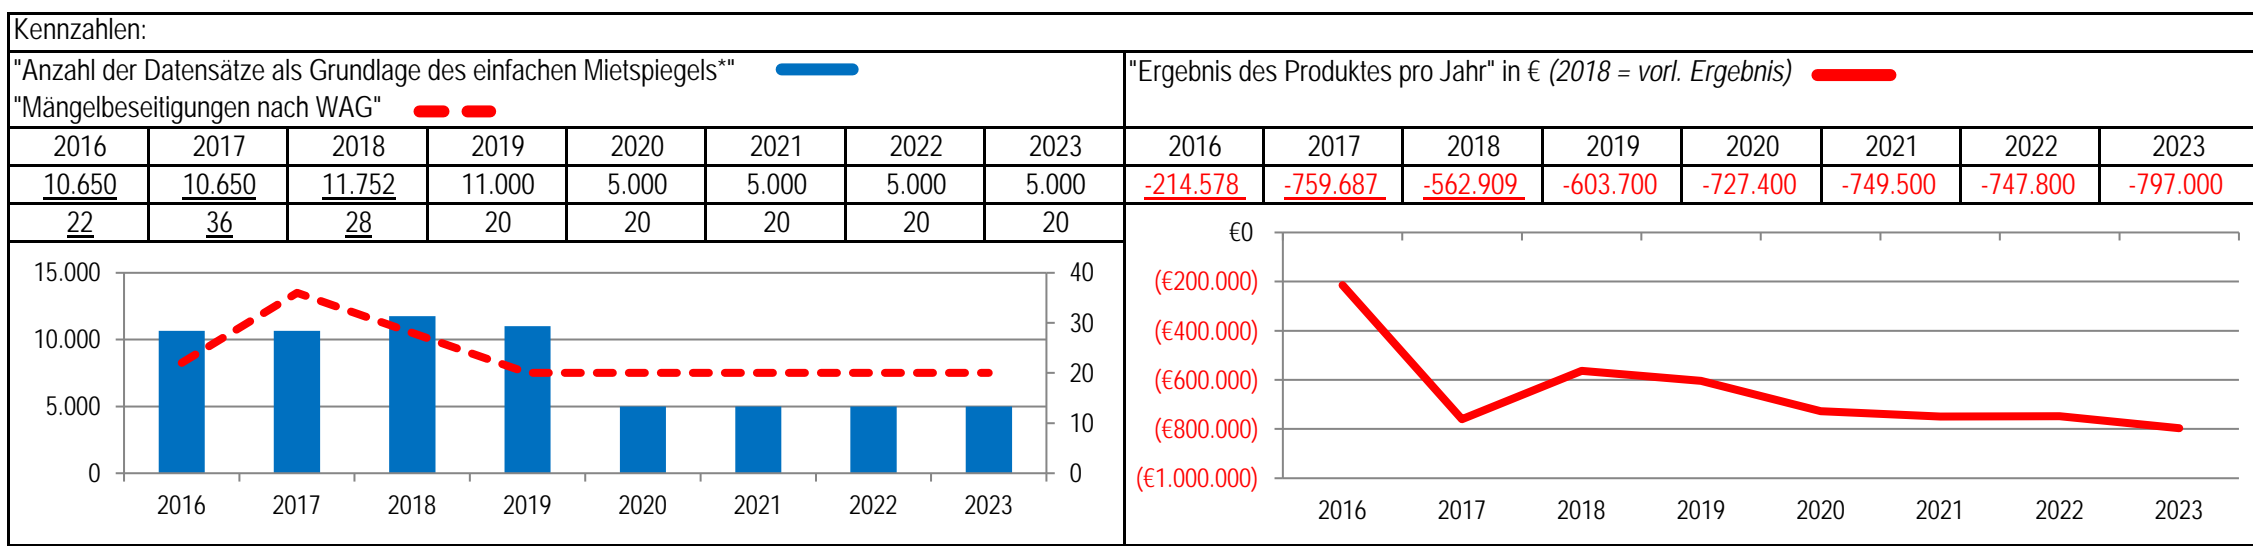 Kennzahlen:
"Anzahl der Datensätze als Grundlage des einfachen Mietspiegels*"
"Mängelbeseitigungen nach WAG"
2016 2017 2018 2019 2020 2021 2022 2023
10.650 10.650 11.752 11.000 5.000 5.000 5.000 5.000
22 36 28 20 20 20 20 20
15.000 40
30
10.000
20
5.000
10
0 0
2016 2017 2018 2019 2020 2021 2022 2023
"Ergebnis des Produktes pro Jahr" in € (2018 = vorl. Ergebnis)
2016 2017 2018 2019 2020 2021 2022 2023
-214.578 -759.687 -562.909 -603.700 -727.400 -749.500 -747.800 -797.000
€0
(€200.000)
(€400.000)
(€600.000)
(€800.000)
(€1.000.000)
2016 2017 2018 2019 2020 2021 2022 2023